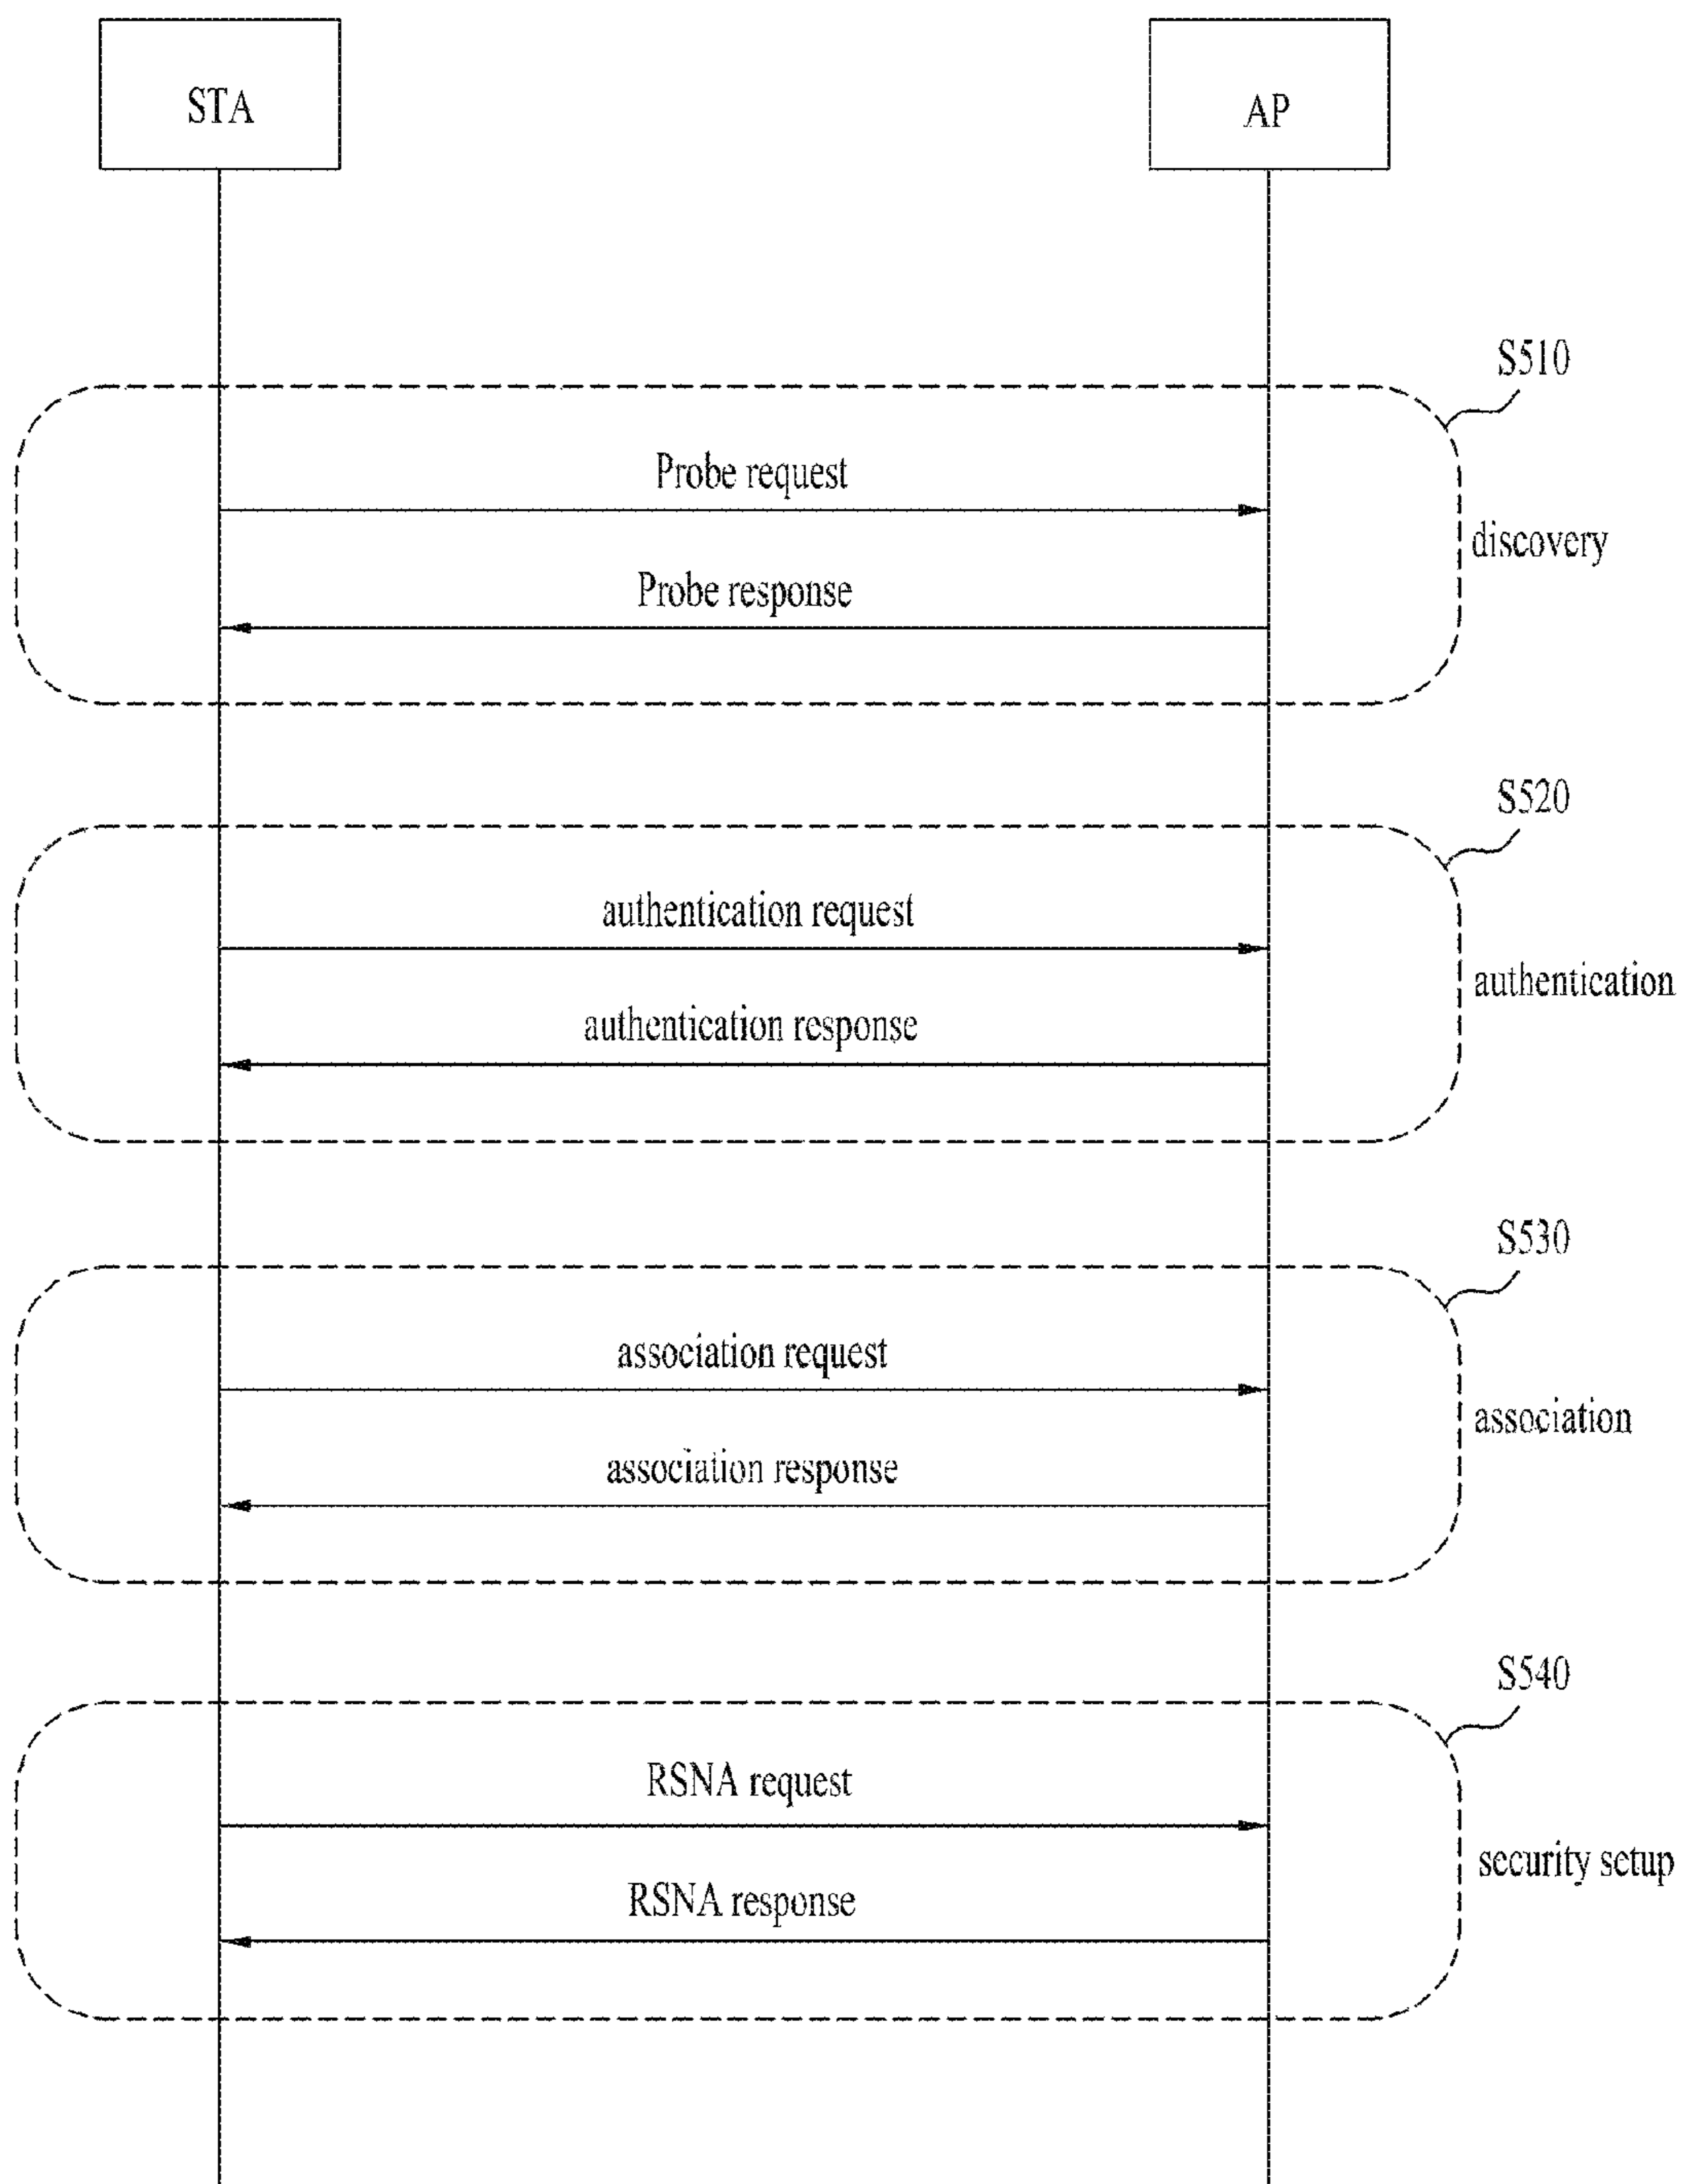 STA
AP
S510
Probe request
discovery
Probe response
S520
authentication request
authentication
authentication response
S530
association request
association
association response
S540
RSNA request
security setup
RSNA response